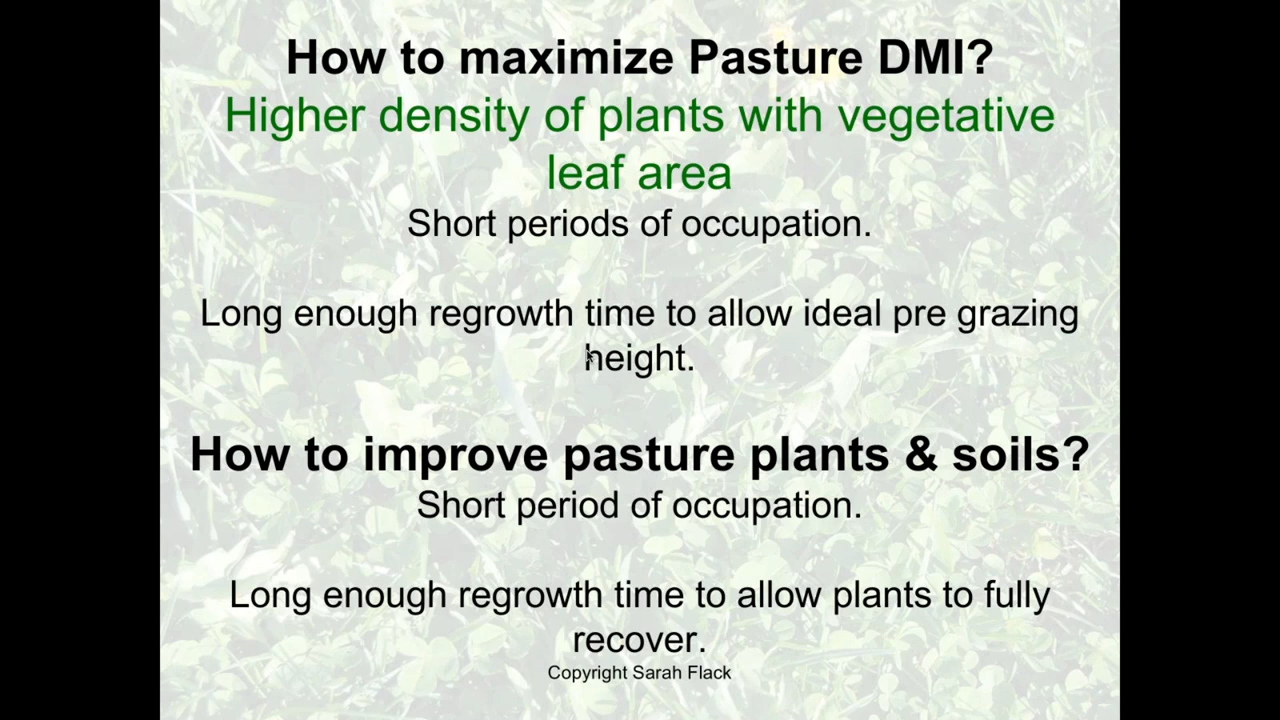 How to maximize Pasture DMI?
Higher density of plants with vegetative
leaf area
Short periods of occupation.
Long enough regrowth time to allow ideal pre grazing
height.
How to improve pasture plants & soils?
Short period of occupation.
Long enough regrowth time to allow plants to fully
recover.
Copyright Sarah Flack